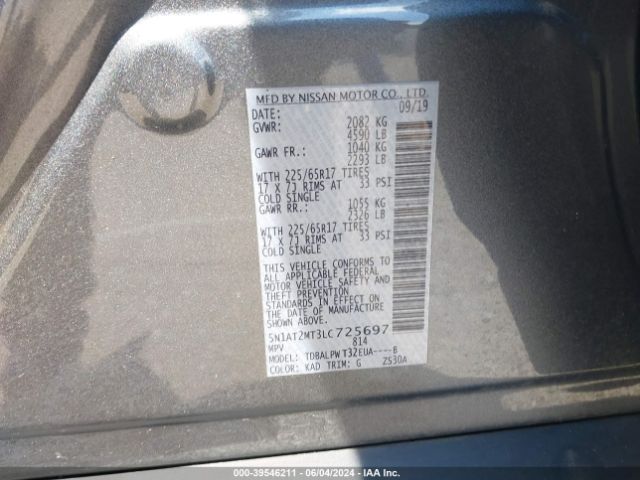 MFD BY NISSAN MOTOR CO., LTD.
DATE: 09/19
GVWR: 2082 KG
4590 LB
GAWR FR.: 1040 KG
2293 LB
WITH 225/65R17 TIRES
17 X 7J RIMS AT 33 PSI
COLD SINGLE
GAWR RR.: 1055 KG
2326 LB
WITH 225/65R17 TIRES
17 X 7J RIMS AT 33 PSI
COLD SINGLE
THIS VEHICLE CONFORMS TO
ALL APPLICABLE FEDERAL
MOTOR VEHICLE SAFETY AND
THEFT PREVENTION
STANDARDS IN EFFECT ON
THE DATE OF MANUFACTURE
SHOWN ABOVE.
5N1AT2MT3LC725697
MPV 814
MODEL: TDBALPWT32EUA----B
COLOR: KAD TRIM: G ZS30A
000-39546211 - 06/04/2024 - IAA Inc.